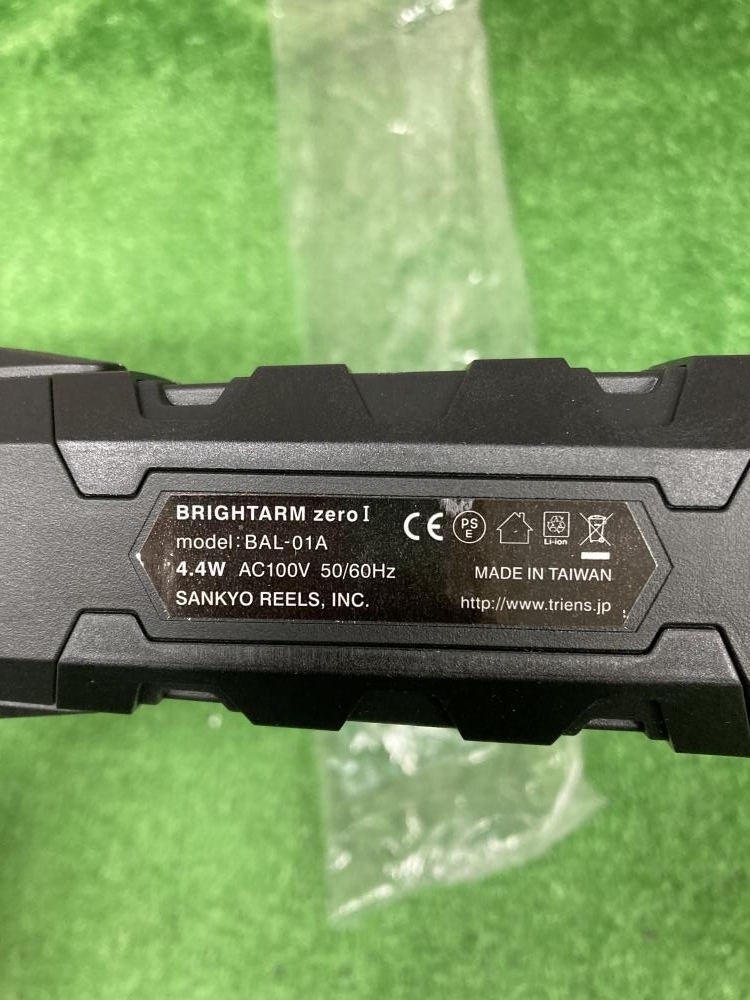 BRIGHTARM zero I
model:BAL-01A
4.4W AC100V 50/60Hz
SANKYO REELS, INC.
CE
PS
E
Li-ion
MADE IN TAIWAN
http://www.triens.jp